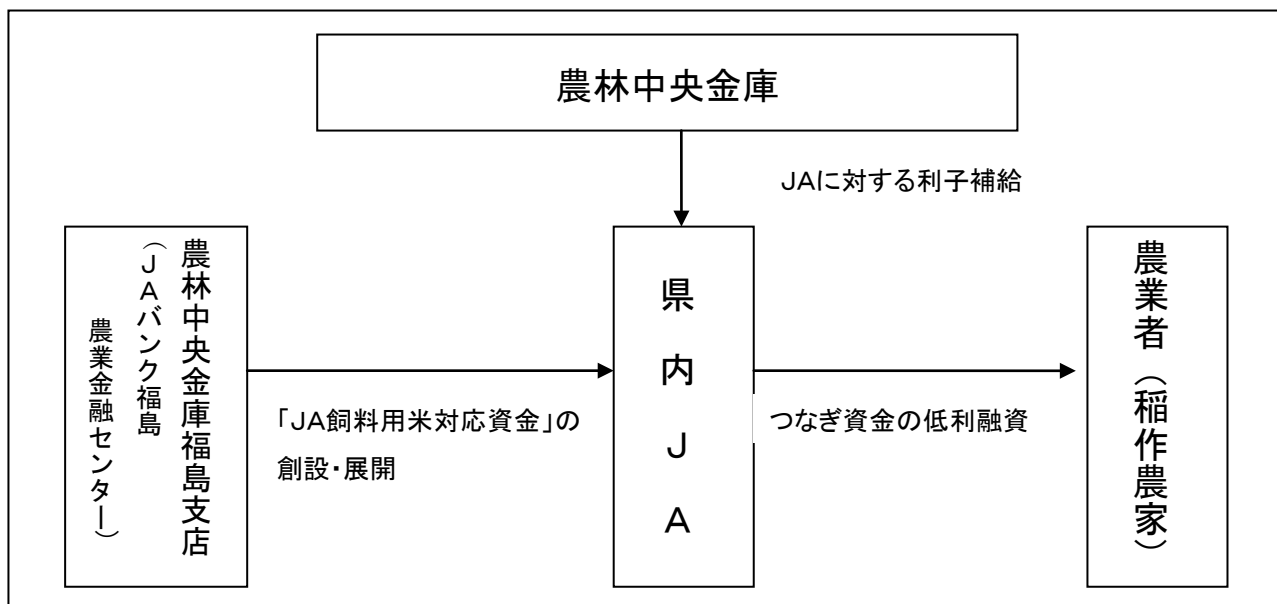 農林中央金庫
JAに対する利子補給
農林中央金庫福島支店
（JAバンク福島
農業金融センター）
「JA飼料用米対応資金」の
創設・展開
県内JA
つなぎ資金の低利融資
農業者（稲作農家）